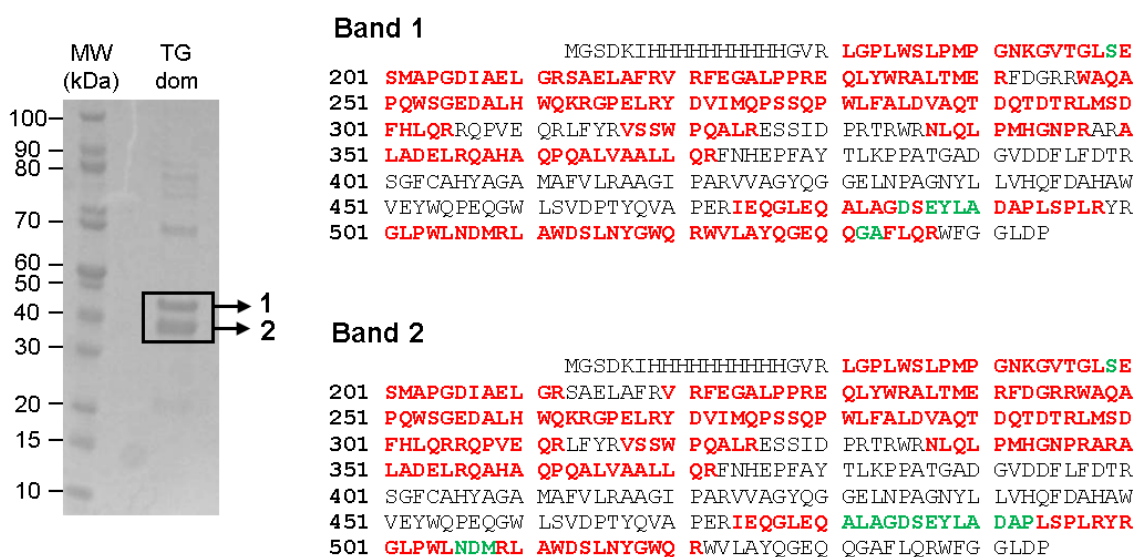 MW (kDa)
TG dom
100
90
80
70
60
50
40
30
20
15
10
1
2
Band 1
MGSDKIHHHHHHHHHHGVR LGPLWSLPMP GNKGVTGLSE
201 SMAPGDIAEL GRSAELAFRV RFEGALPPRE QLYWRALTME RFDGRRWAQA
251 PQWSGEDALH WQKRGPELRY DVIMQPSSQP WLFALDVAQT DQTDTRLMSD
301 FHLQRRQPVE QRLFYRVSSW PQALRESSID PRTRWRNLQL PMHGNPRARA
351 LADELRQAHA QPQALVAALL QRFNHEPFAY TLKPPATGAD GVDDFLFDTR
401 SGFCAHYAGA MAFVLRAAGI PARVVAGYQG GELNPAGNYL LVHQFDAHAW
451 VEYWQPEQGW LSVDPTYQVA PERIEQGLEQ ALAGDSEYLA DAPLSPLRYR
501 GLPWLNDMRL AWDSLNYGWQ RWVLAYQGEQ QGAFLQRWFG GLDP
Band 2
MGSDKIHHHHHHHHHHGVR LGPLWSLPMP GNKGVTGLSE
201 SMAPGDIAEL GRSAELAFRV RFEGALPPRE QLYWRALTME RFDGRRWAQA
251 PQWSGEDALH WQKRGPELRY DVIMQPSSQP WLFALDVAQT DQTDTRLMSD
301 FHLQRRQPVE QRLFYRVSSW PQALRESSID PRTRWRNLQL PMHGNPRARA
351 LADELRQAHA QPQALVAALL QRFNHEPFAY TLKPPATGAD GVDDFLFDTR
401 SGFCAHYAGA MAFVLRAAGI PARVVAGYQG GELNPAGNYL LVHQFDAHAW
451 VEYWQPEQGW LSVDPTYQVA PERIEQGLEQ ALAGDSEYLA DAPLSPLRYR
501 GLPWLNDMRL AWDSLNYGWQ RWVLAYQGEQ QGAFLQRWFG GLDP